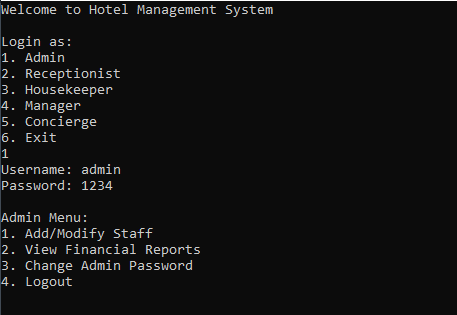 Welcome to Hotel Management System
Login as:
1. Admin
2. Receptionist
3. Housekeeper
4. Manager
5. Concierge
6. Exit
1
Username: admin
Password: 1234
Admin Menu:
1. Add/Modify Staff
2. View Financial Reports
3. Change Admin Password
4. Logout